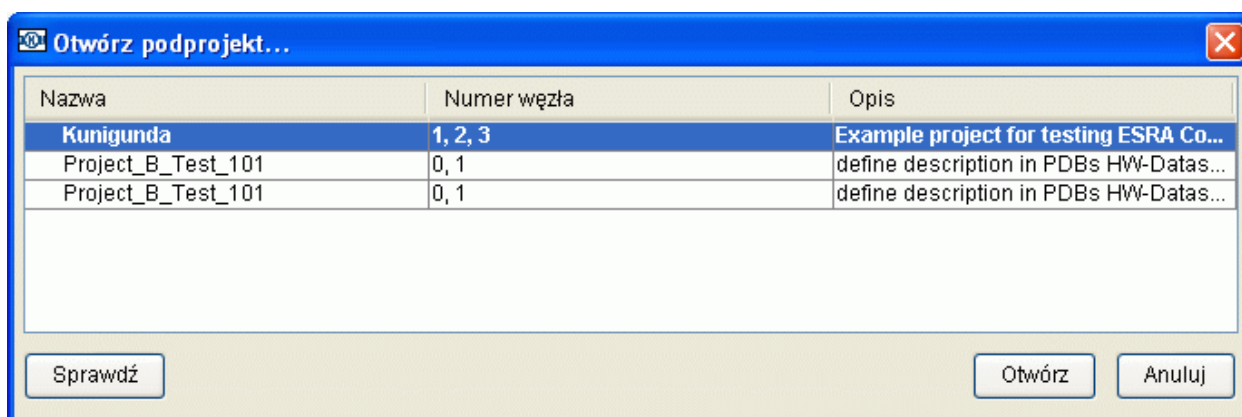 Otwórz podprojekt...
Nazwa Numer węzła Opis
Kunigunda 1, 2, 3 Example project for testing ESRA Co...
Project_B_Test_101 0, 1 define description in PDBs HW-Datas...
Project_B_Test_101 0, 1 define description in PDBs HW-Datas...
Sprawdź Otwórz Anuluj